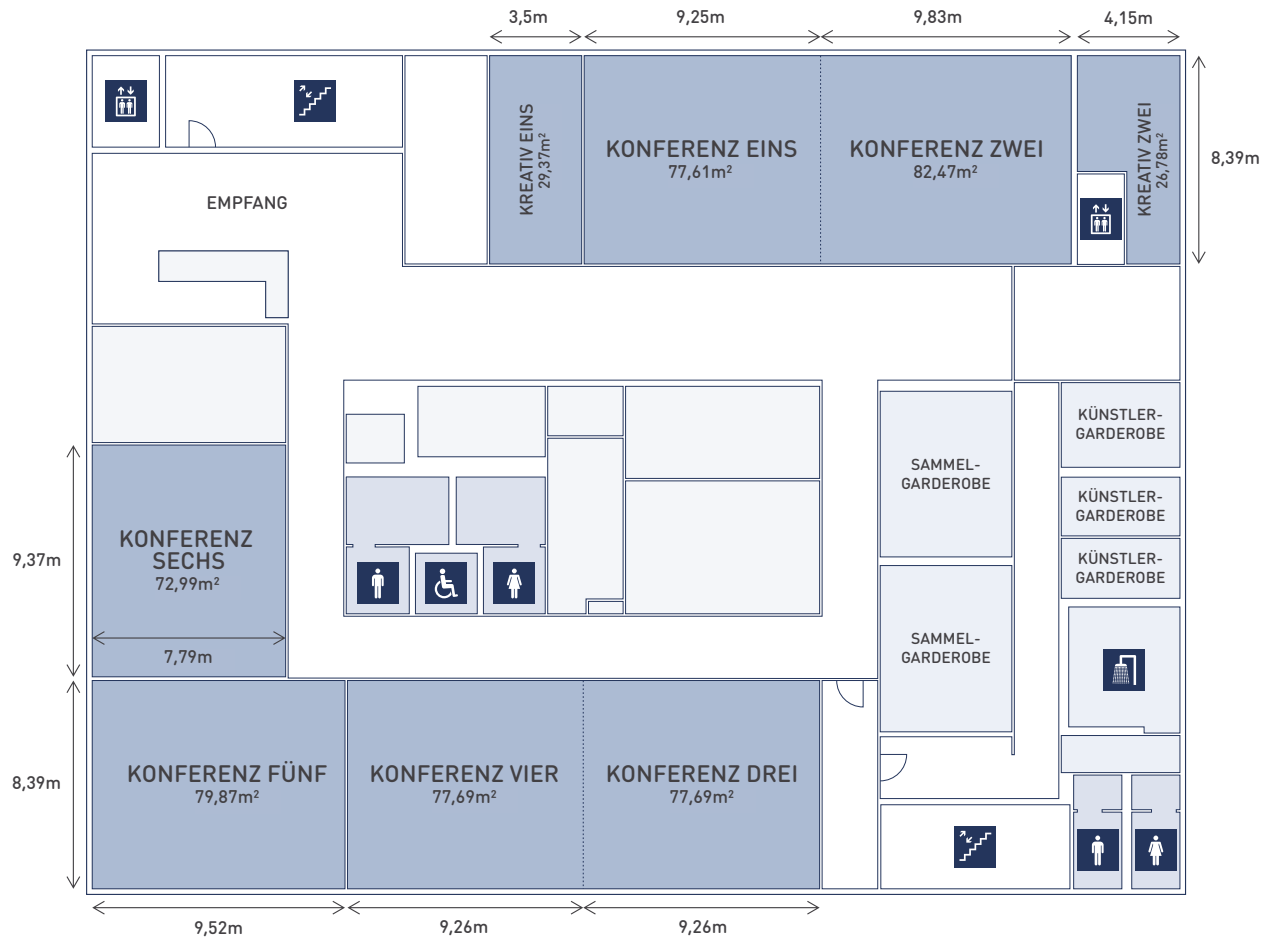 3,5m
9,25m
9,83m
4,15m
KREATIV EINS
29,37m²
KONFERENZ EINS
77,61m²
KONFERENZ ZWEI
82,47m²
KREATIV ZWEI
26,78m²
8,39m
EMPFANG
KÜNSTLER-
GARDEROBE
SAMMEL-
GARDEROBE
KÜNSTLER-
GARDEROBE
KÜNSTLER-
GARDEROBE
9,37m
KONFERENZ
SECHS
72,99m²
7,79m
SAMMEL-
GARDEROBE
8,39m
KONFERENZ FÜNF
79,87m²
KONFERENZ VIER
77,69m²
KONFERENZ DREI
77,69m²
9,52m
9,26m
9,26m